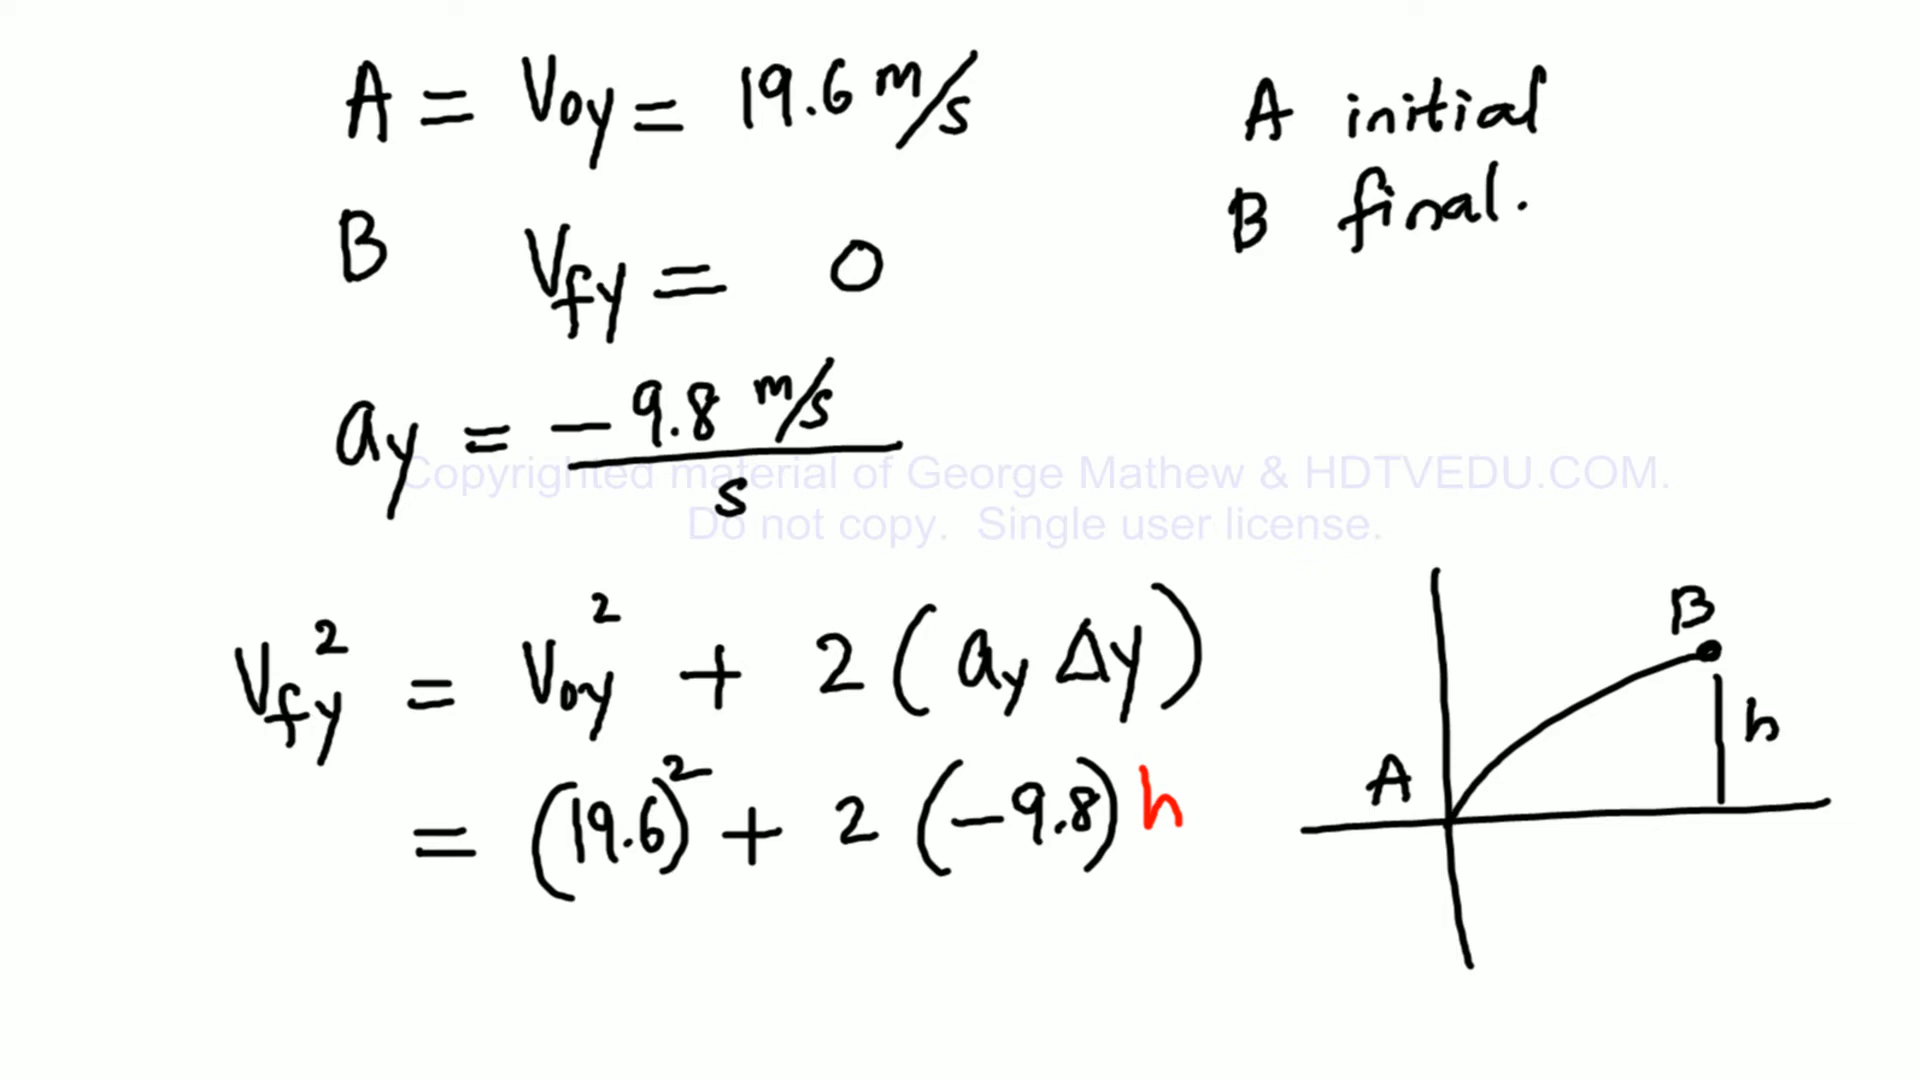 A = Voy = 19.6 m/s
A initial
B Vfy = 0
B final.
ay = -9.8 m/s
s
Copyrighted material of George Mathew & HDTVEDU.COM.
Do not copy. Single user license.
Vfy² = Voy² + 2 (ay Δy)
= (19.6)² + 2 (-9.8) h
B
h
A